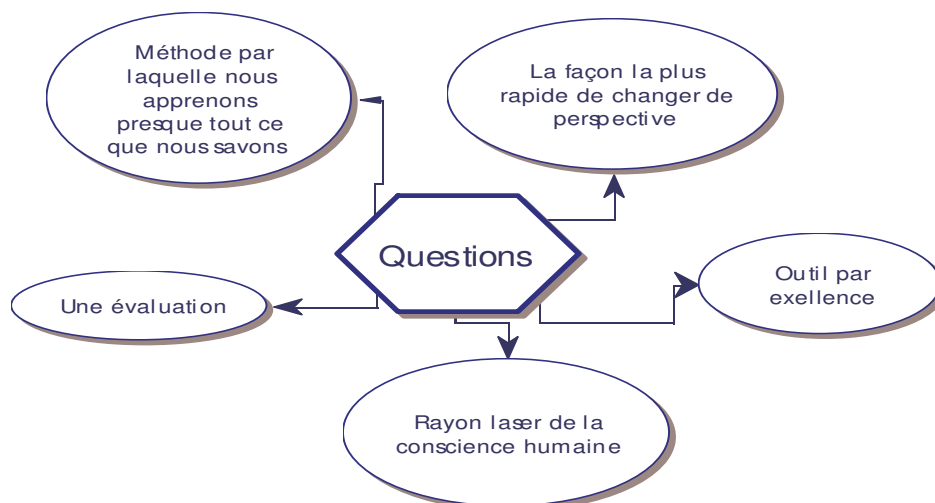 Méthode par
laquelle nous
apprenons
presque tout ce
que nous savons
La façon la plus
rapide de changer de
perspective
Questions
Une évaluation
Outil par
exellence
Rayon laser de la
conscience humaine